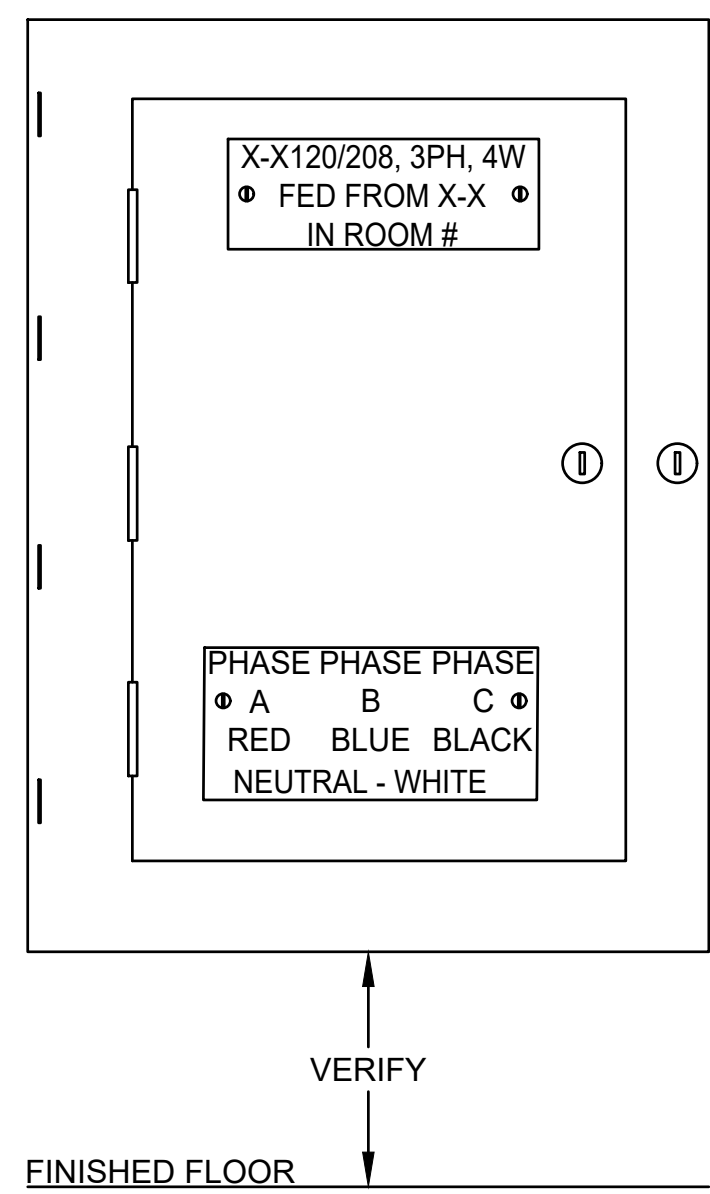 X-X120/208, 3PH, 4W
FED FROM X-X
IN ROOM #
PHASE PHASE PHASE
A B C
RED BLUE BLACK
NEUTRAL - WHITE
VERIFY
FINISHED FLOOR